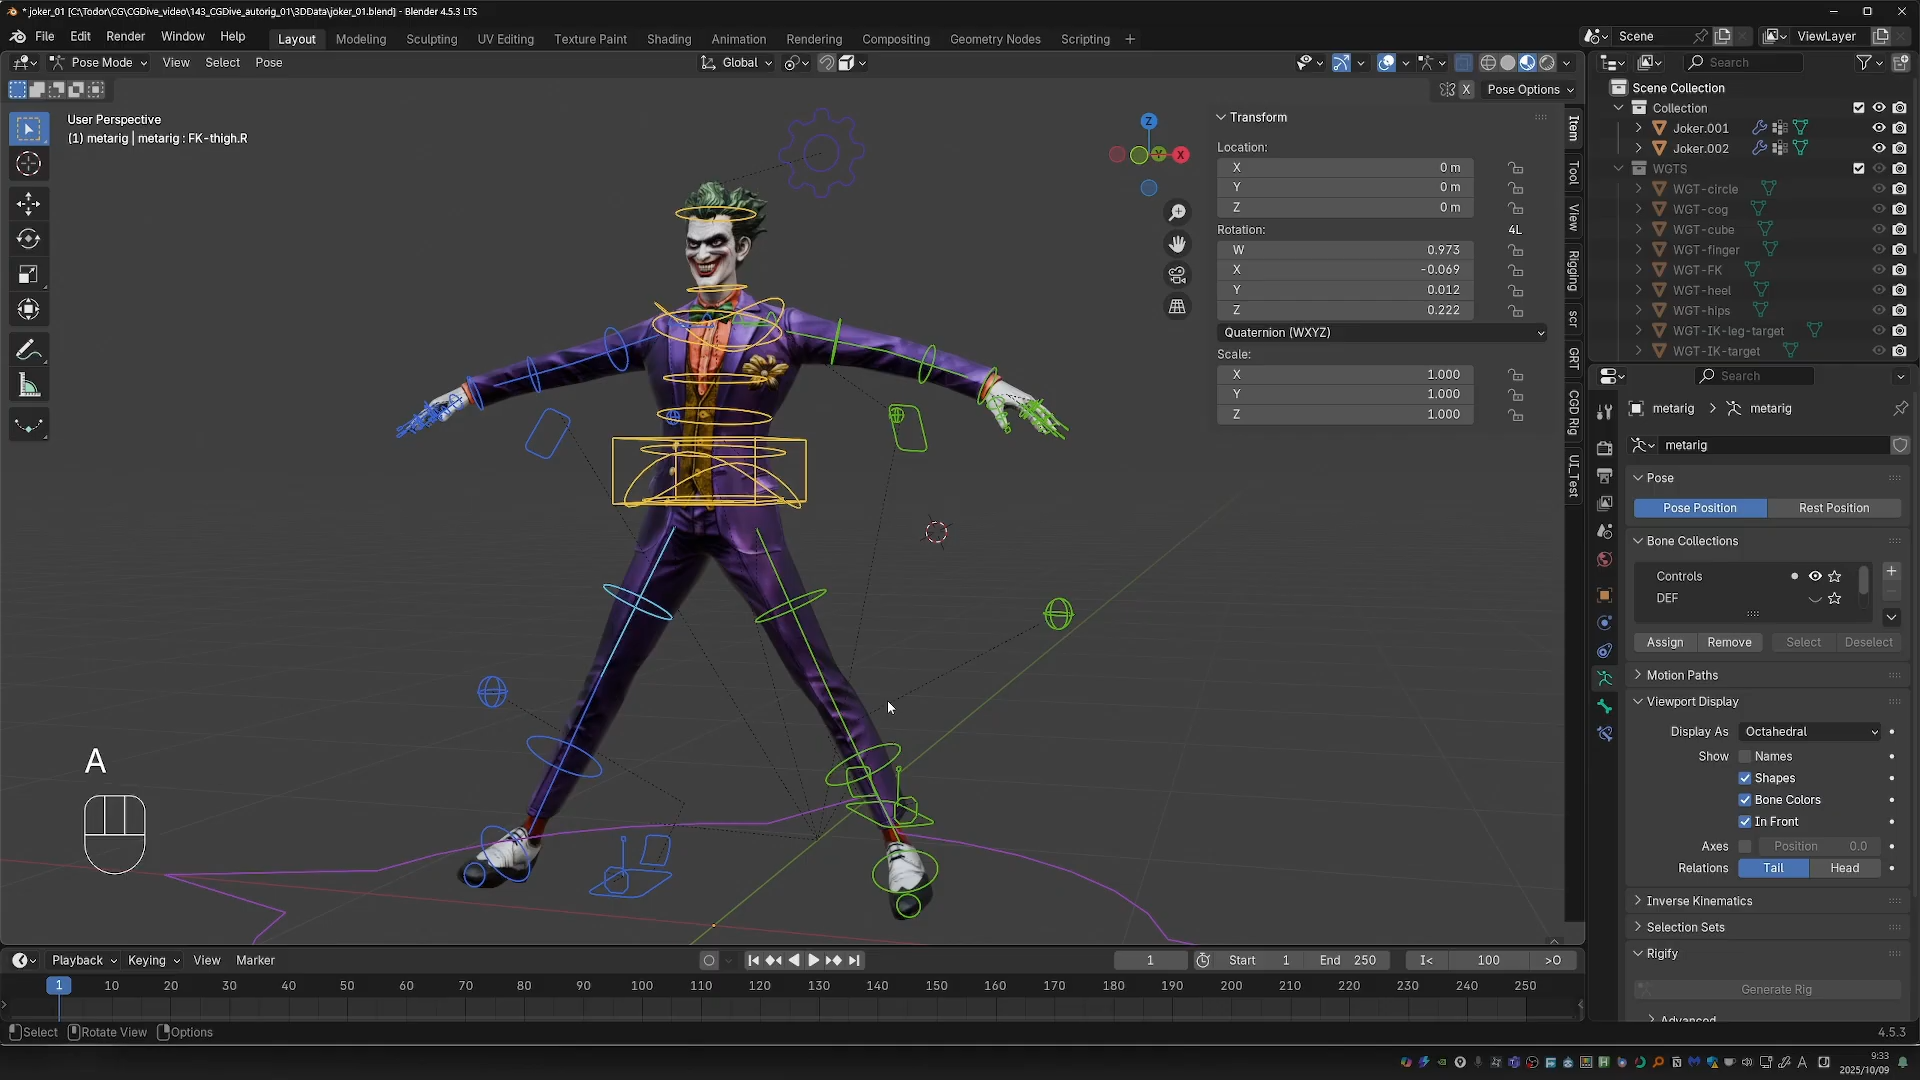 * joker_01 [C:\Todor\CG\CGDive_video\143_CGDive_autorig_01\3DData\joker_01.blend] - Blender 4.5.3 LTS
File Edit Render Window Help
Layout Modeling Sculpting UV Editing Texture Paint Shading Animation Rendering Compositing Geometry Nodes Scripting +
Scene
ViewLayer
Pose Mode View Select Pose
Global
Search
X Pose Options
User Perspective
(1) metarig | metarig : FK-thigh.R
Z
X
Y
Transform
Location:
X 0 m
Y 0 m
Z 0 m
Rotation: 4L
W 0.973
X -0.069
Y 0.012
Z 0.222
Quaternion (WXYZ)
Scale:
X 1.000
Y 1.000
Z 1.000
Item
Tool
View
Rigging
scr
GRT
CGD Rig
UI_Test
Scene Collection
Collection
Joker.001
Joker.002
WGTS
WGT-circle
WGT-cog
WGT-cube
WGT-finger
WGT-FK
WGT-heel
WGT-hips
WGT-IK-leg-target
WGT-IK-target
Search
metarig > metarig
metarig
Pose
Pose Position Rest Position
Bone Collections
Controls
DEF
Assign Remove Select Deselect
Motion Paths
Viewport Display
Display As Octahedral
Show Names
Shapes
Bone Colors
In Front
Axes Position 0.0
Relations Tail Head
Inverse Kinematics
Selection Sets
Rigify
Generate Rig
Advanced
A
Playback Keying View Marker
1
Start 1 End 250
I< 100 >O
1 10 20 30 40 50 60 70 80 90 100 110 120 130 140 150 160 170 180 190 200 210 220 230 240 250
Select Rotate View Options
4.5.3
9:33
2025/10/09